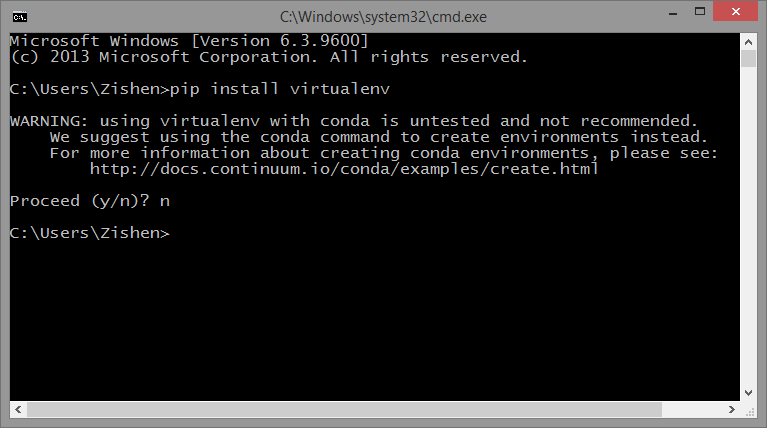 C:\Windows\system32\cmd.exe
Microsoft Windows [Version 6.3.9600]
(c) 2013 Microsoft Corporation. All rights reserved.
C:\Users\Zishen>pip install virtualenv
WARNING: using virtualenv with conda is untested and not recommended.
We suggest using the conda command to create environments instead.
For more information about creating conda environments, please see:
http://docs.continuum.io/conda/examples/create.html
Proceed (y/n)? n
C:\Users\Zishen>